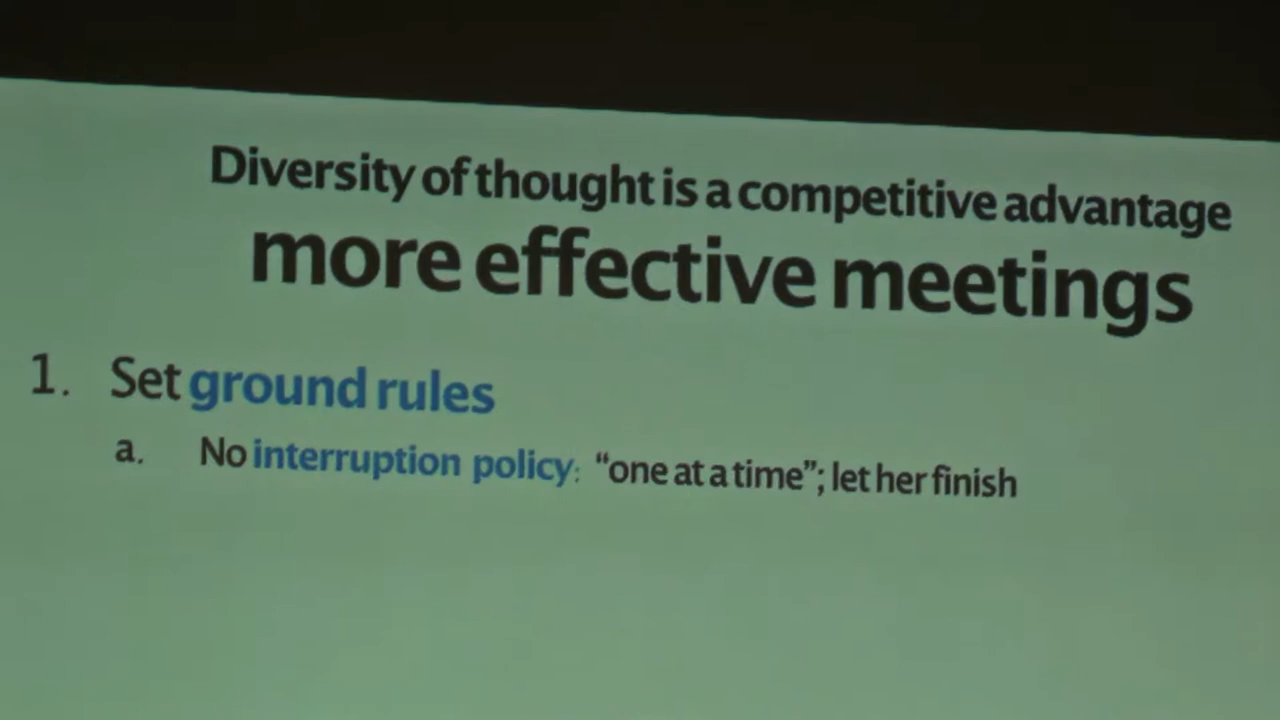 Diversity of thought is a competitive advantage
more effective meetings
1. Set ground rules
a. No interruption policy: “one at a time”; let her finish